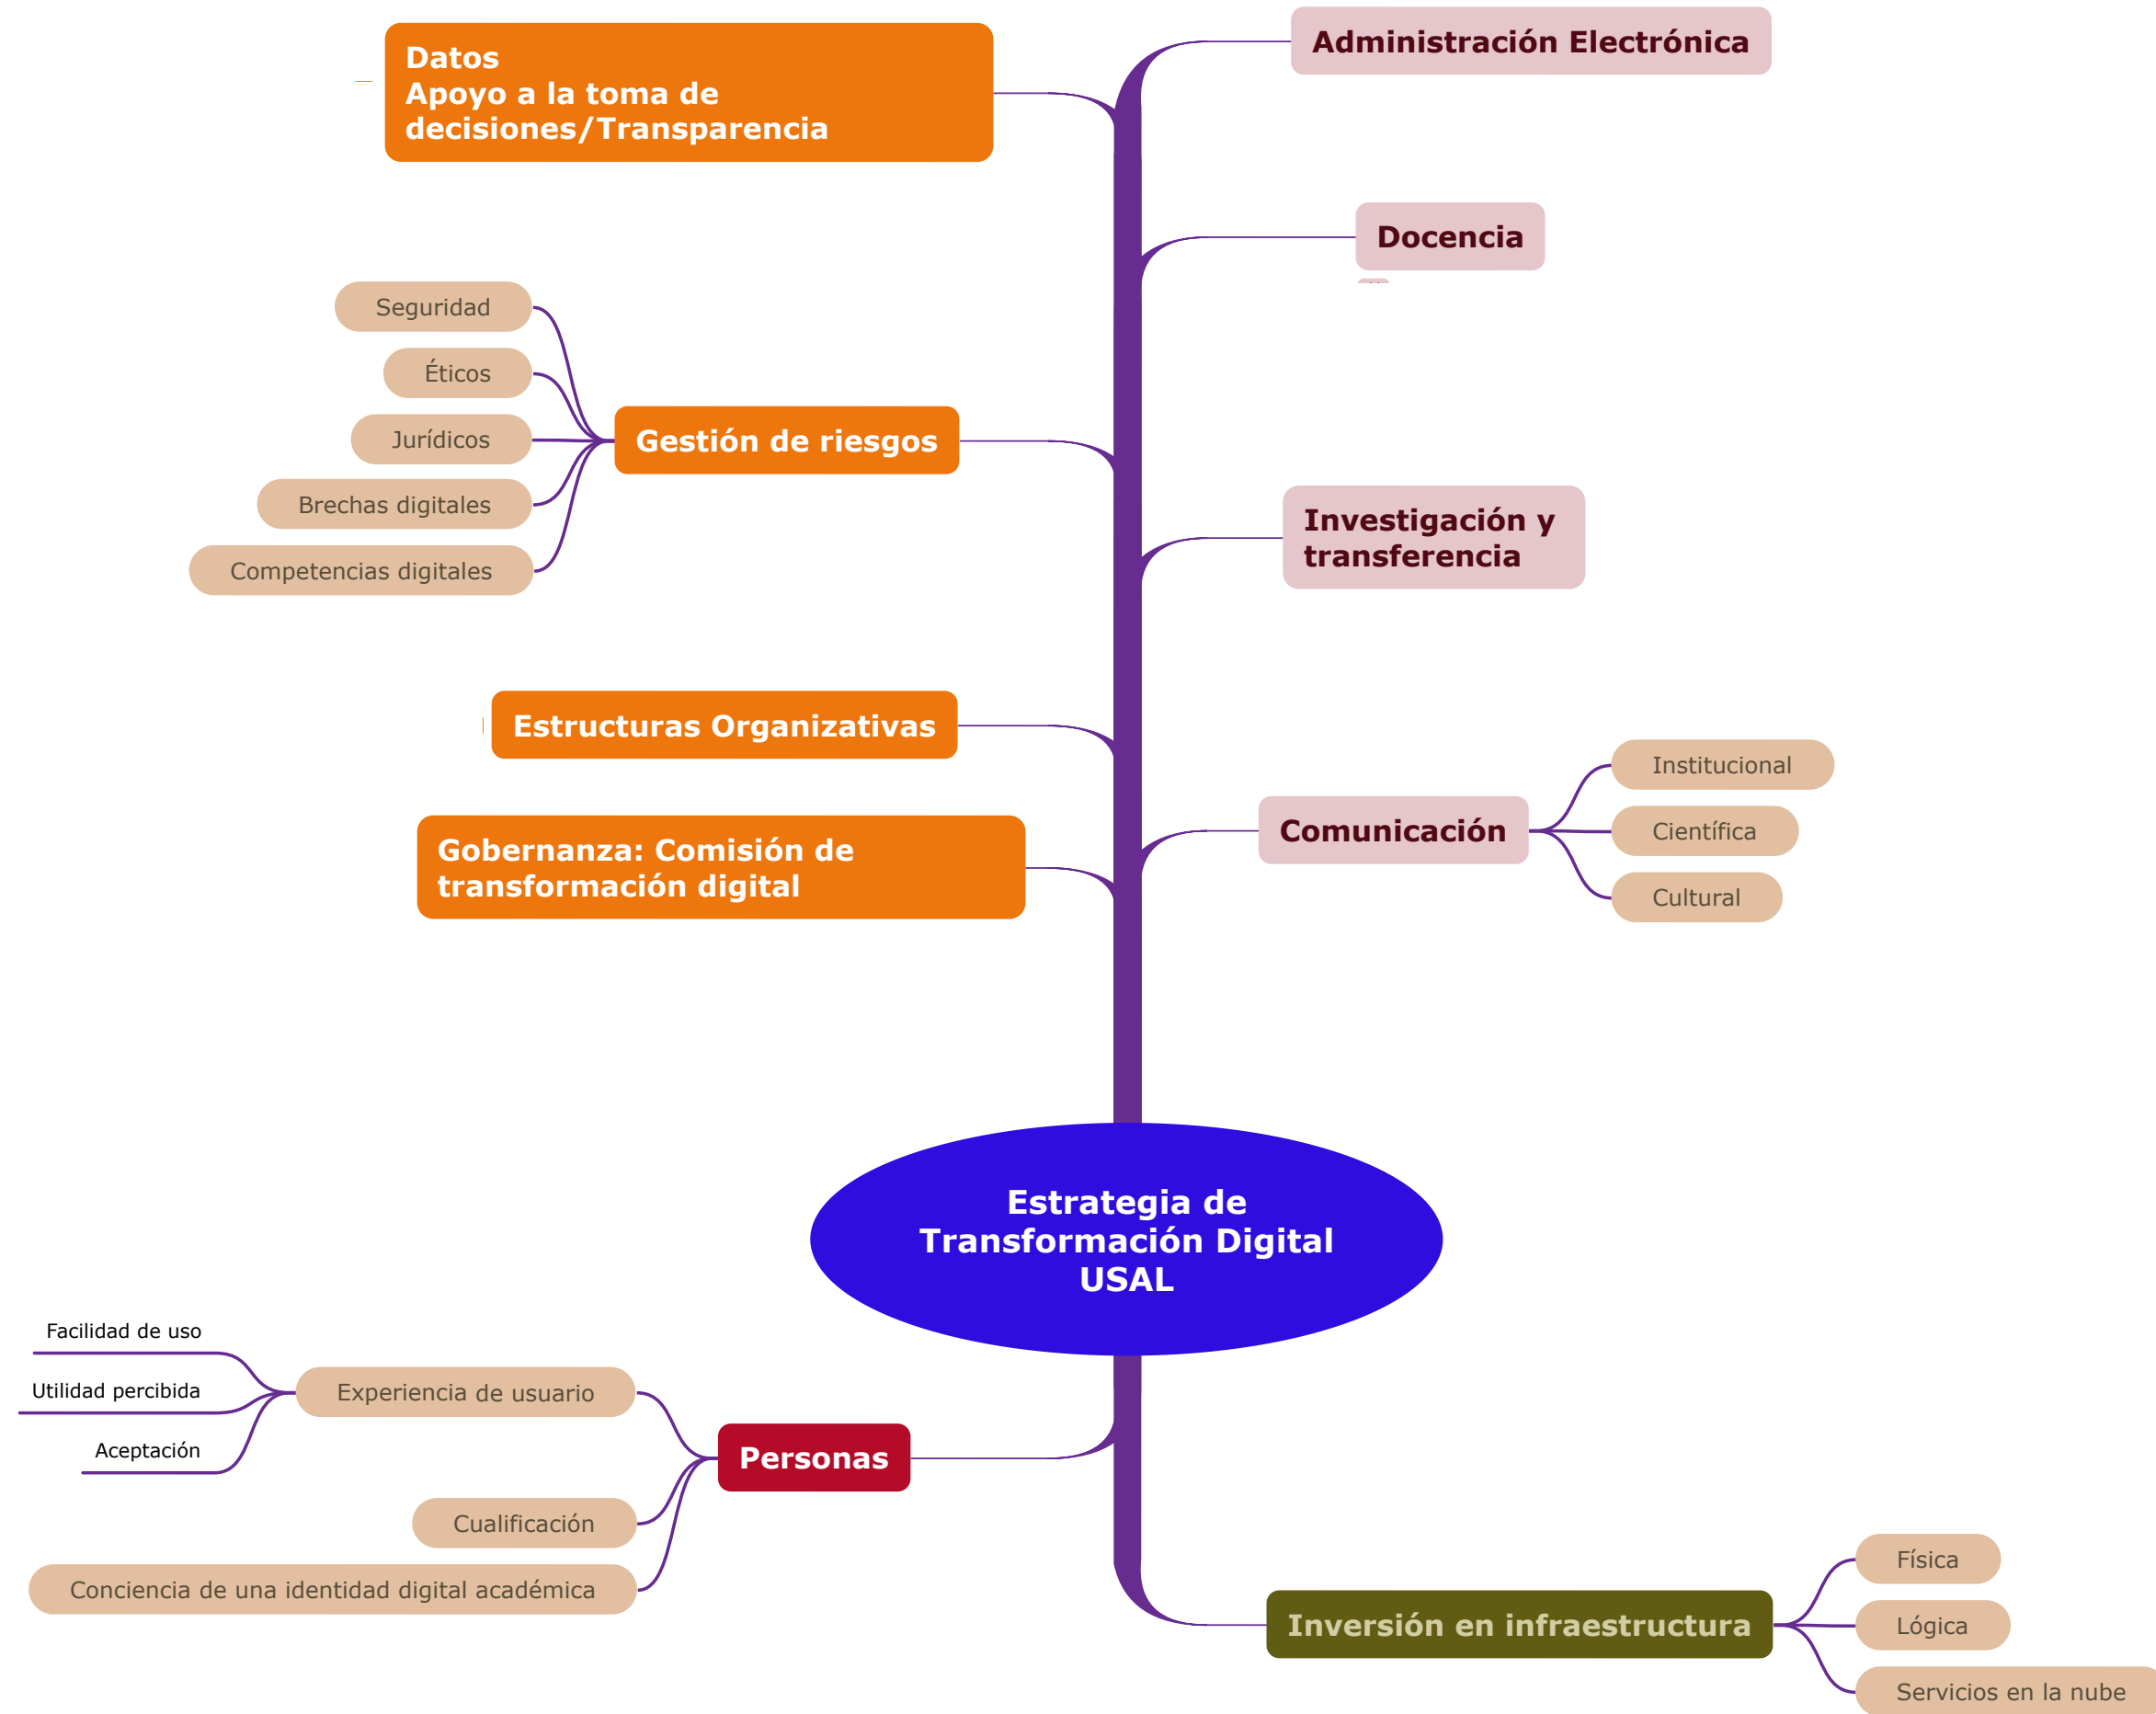 Datos
Apoyo a la toma de
decisiones/Transparencia
Seguridad
Éticos
Jurídicos
Brechas digitales
Competencias digitales
Gestión de riesgos
Estructuras Organizativas
Gobernanza: Comisión de
transformación digital
Administración Electrónica
Docencia
Investigación y
transferencia
Comunicación
Institucional
Científica
Cultural
Estrategia de
Transformación Digital
USAL
Facilidad de uso
Utilidad percibida
Aceptación
Experiencia de usuario
Cualificación
Conciencia de una identidad digital académica
Personas
Inversión en infraestructura
Física
Lógica
Servicios en la nube